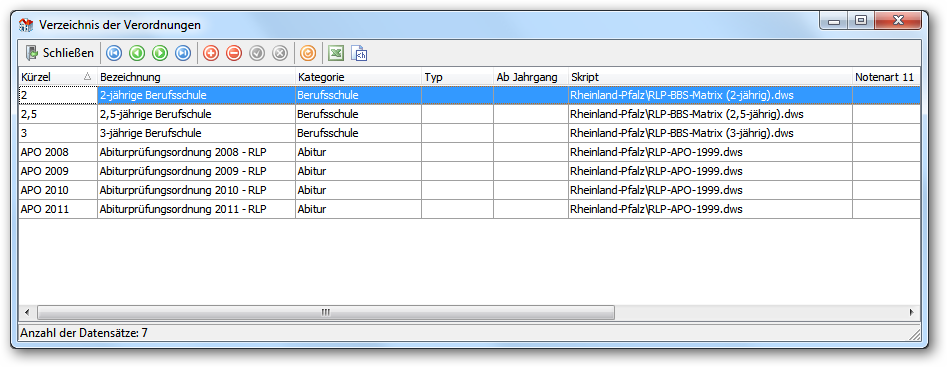 Verzeichnis der Verordnungen
Schließen
Kürzel Bezeichnung Kategorie Typ Ab Jahrgang Skript Notenart 11
2 2-jährige Berufsschule Berufsschule Rheinland-Pfalz\RLP-BBS-Matrix (2-jährig).dws
2,5 2,5-jährige Berufschule Berufsschule Rheinland-Pfalz\RLP-BBS-Matrix (2,5-jährig).dws
3 3-jährige Berufschule Berufsschule Rheinland-Pfalz\RLP-BBS-Matrix (3-jährig).dws
APO 2008 Abiturprüfungsordnung 2008 - RLP Abitur Rheinland-Pfalz\RLP-APO-1999.dws
APO 2009 Abiturprüfungsordnung 2009 - RLP Abitur Rheinland-Pfalz\RLP-APO-1999.dws
APO 2010 Abiturprüfungsordnung 2010 - RLP Abitur Rheinland-Pfalz\RLP-APO-1999.dws
APO 2011 Abiturprüfungsordnung 2011 - RLP Abitur Rheinland-Pfalz\RLP-APO-1999.dws
Anzahl der Datensätze: 7